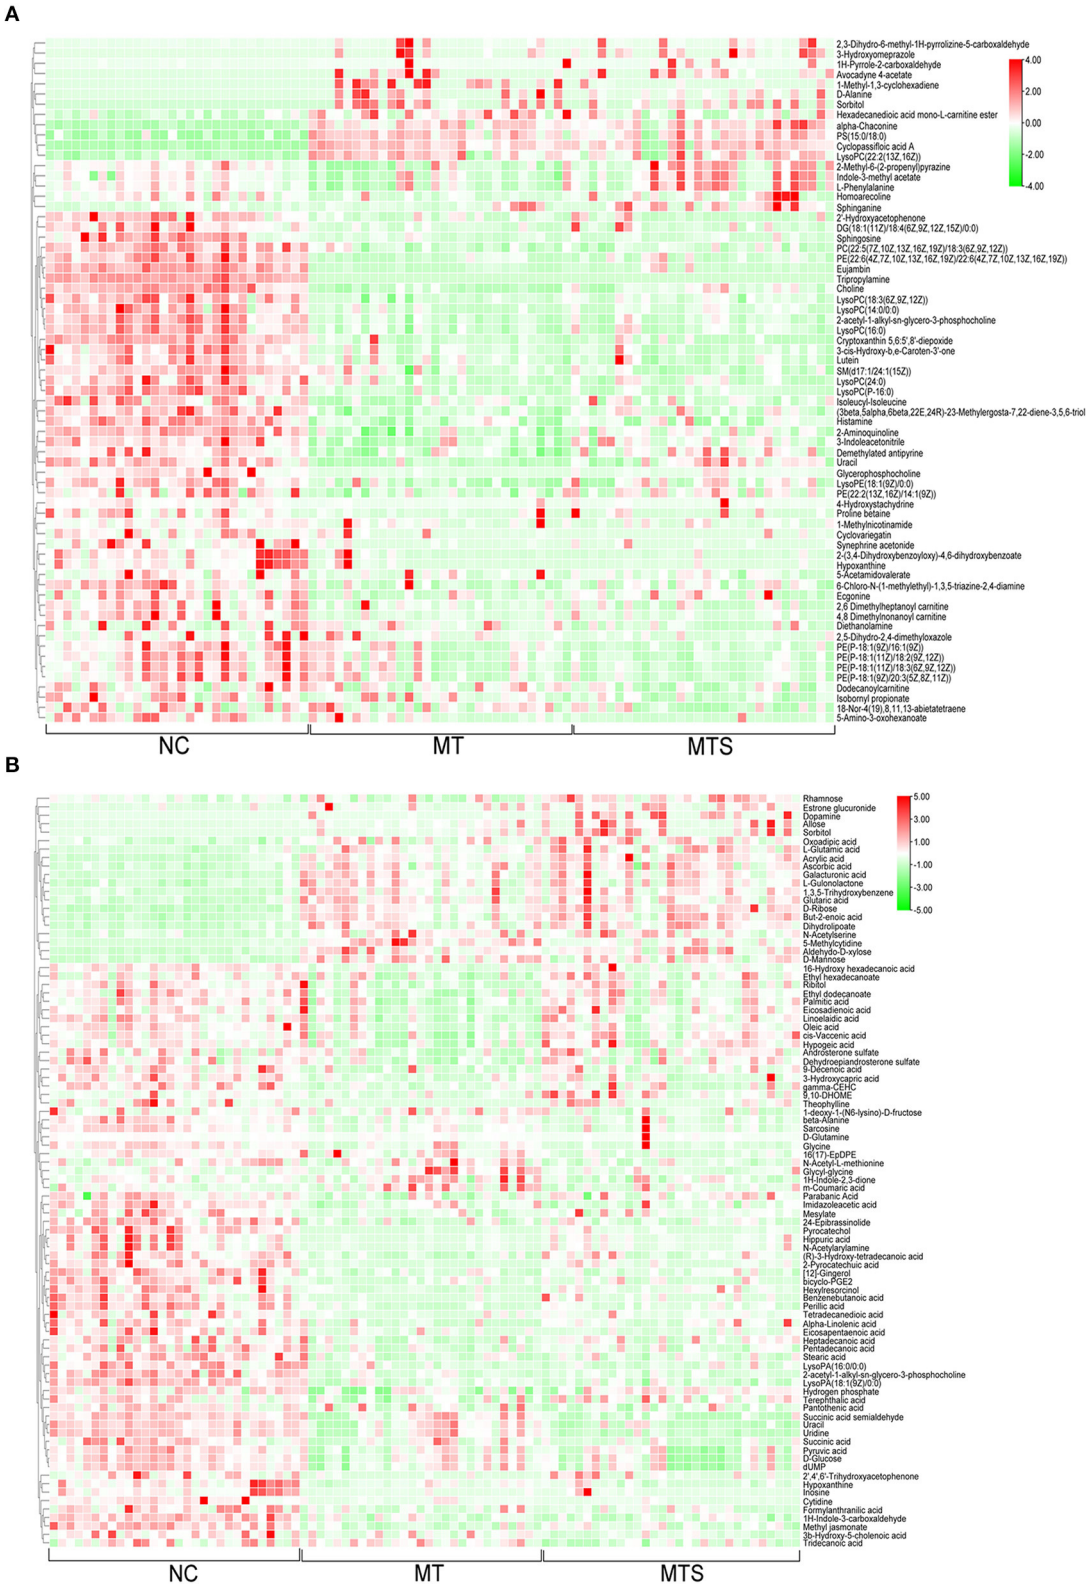 A
2,3-Dihydro-6-methyl-1H-pyrrolizine-5-carboxaldehyde
3-Hydroxyomeprazole
1H-Pyrrole-2-carboxaldehyde
Avocadyne 4-acetate
1-Methyl-1,3-cyclohexadiene
D-Alanine
Sorbitol
Hexadecanedioic acid mono-L-carnitine ester
alpha-Chaconine
PS(15:0/18:0)
Cyclopassifloic acid A
LysoPC(22:2(13Z,16Z))
2-Methyl-6-(2-propenyl)pyrazine
Indole-3-methyl acetate
L-Phenylalanine
Homoarecoline
Sphinganine
2'-Hydroxyacetophenone
DG(18:1(11Z)/18:4(6Z,9Z,12Z,15Z)/0:0)
Sphingosine
PC(22:5(7Z,10Z,13Z,16Z,19Z)/18:3(6Z,9Z,12Z))
PE(22:6(4Z,7Z,10Z,13Z,16Z,19Z)/22:6(4Z,7Z,10Z,13Z,16Z,19Z))
Eujambin
Tripropylamine
Choline
LysoPC(18:3(6Z,9Z,12Z))
LysoPC(14:0/0:0)
2-acetyl-1-alkyl-sn-glycero-3-phosphocholine
LysoPC(16:0)
Cryptoxanthin 5,6:5',8'-diepoxide
3-cis-Hydroxy-b,e-Caroten-3'-one
Lutein
SM(d17:1/24:1(15Z))
LysoPC(24:0)
LysoPC(P-16:0)
Isoleucyl-Isoleucine
(3beta,5alpha,6beta,22E,24R)-23-Methylergosta-7,22-diene-3,5,6-triol
Histamine
2-Aminoquinoline
3-Indoleacetonitrile
Demethylated antipyrine
Uracil
Glycerophosphocholine
LysoPE(18:1(9Z)/0:0)
PE(22:2(13Z,16Z)/14:1(9Z))
4-Hydroxystachydrine
Proline betaine
1-Methylnicotinamide
Cyclovariegatin
Synephrine acetonide
2-(3,4-Dihydroxybenzoyloxy)-4,6-dihydroxybenzoate
Hypoxanthine
5-Acetamidovalerate
6-Chloro-N-(1-methylethyl)-1,3,5-triazine-2,4-diamine
Ecgonine
2,6 Dimethylheptanoyl carnitine
4,8 Dimethylnonanoyl carnitine
Diethanolamine
2,5-Dihydro-2,4-dimethyloxazole
PE(P-18:1(9Z)/16:1(9Z))
PE(P-18:1(11Z)/18:2(9Z,12Z))
PE(P-18:1(11Z)/18:3(6Z,9Z,12Z))
PE(P-18:1(9Z)/20:3(5Z,8Z,11Z))
Dodecanoylcarnitine
Isobornyl propionate
18-Nor-4(19),8,11,13-abietatetraene
5-Amino-3-oxohexanoate
4.00
2.00
0.00
-2.00
-4.00
NC MT MTS
B
Rhamnose
Estrone glucuronide
Dopamine
Allose
Sorbitol
Oxoadipic acid
L-Glutamic acid
Acrylic acid
Ascorbic acid
Galacturonic acid
L-Gulonolactone
1,3,5-Trihydroxybenzene
Glutaric acid
D-Ribose
But-2-enoic acid
Dihydrolipoate
N-Acetylserine
5-Methylcytidine
Aldehydo-D-xylose
D-Mannose
16-Hydroxy hexadecanoic acid
Ethyl hexadecanoate
Ribitol
Ethyl dodecanoate
Palmitic acid
Eicosadienoic acid
Linoelaidic acid
Oleic acid
cis-Vaccenic acid
Hypogeic acid
Androsterone sulfate
Dehydroepiandrosterone sulfate
9-Decenoic acid
3-Hydroxycapric acid
gamma-CEHC
9,10-DHOME
Theophylline
1-deoxy-1-(N6-lysino)-D-fructose
beta-Alanine
Sarcosine
D-Glutamine
Glycine
16(17)-EpDPE
N-Acetyl-L-methionine
Glycyl-glycine
1H-Indole-2,3-dione
m-Coumaric acid
Parabanic Acid
Imidazoleacetic acid
Mesylate
24-Epibrassinolide
Pyrocatechol
Hippuric acid
N-Acetylarylamine
(R)-3-Hydroxy-tetradecanoic acid
2-Pyrocatechuic acid
[12]-Gingerol
bicyclo-PGE2
Hexylresorcinol
Benzenebutanoic acid
Perillic acid
Tetradecanedioic acid
Alpha-Linolenic acid
Eicosapentaenoic acid
Heptadecanoic acid
Pentadecanoic acid
Stearic acid
LysoPA(16:0/0:0)
2-acetyl-1-alkyl-sn-glycero-3-phosphocholine
LysoPA(18:1(9Z)/0:0)
Hydrogen phosphate
Terephthalic acid
Pantothenic acid
Succinic acid semialdehyde
Uracil
Uridine
Succinic acid
Pyruvic acid
D-Glucose
dUMP
2',4',6'-Trihydroxyacetophenone
Hypoxanthine
Inosine
Cytidine
Formylanthranilic acid
1H-Indole-3-carboxaldehyde
Methyl jasmonate
3b-Hydroxy-5-cholenoic acid
Tridecanoic acid
5.00
3.00
1.00
-1.00
-3.00
-5.00
NC MT MTS